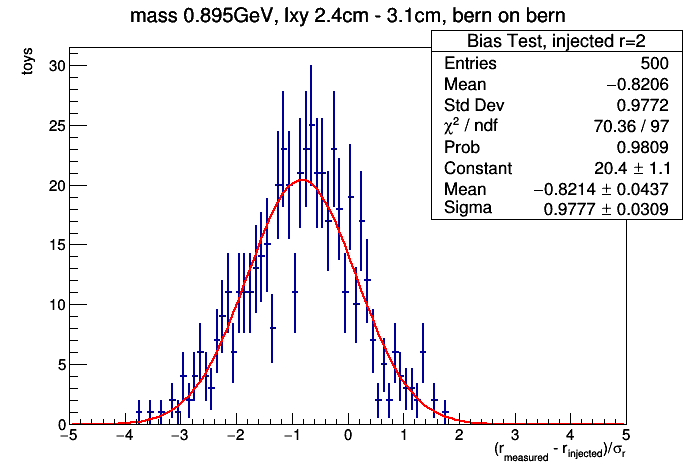 mass 0.895GeV, lxy 2.4cm - 3.1cm, bern on bern
toys
Bias Test, injected r=2
Entries 500
Mean −0.8206
Std Dev 0.9772
χ² / ndf 70.36 / 97
Prob 0.9809
Constant 20.4 ± 1.1
Mean −0.8214 ± 0.0437
Sigma 0.9777 ± 0.0309
30
25
20
15
10
5
0
−5 −4 −3 −2 −1 0 1 2 3 4 5
(r_measured - r_injected)/σ_r